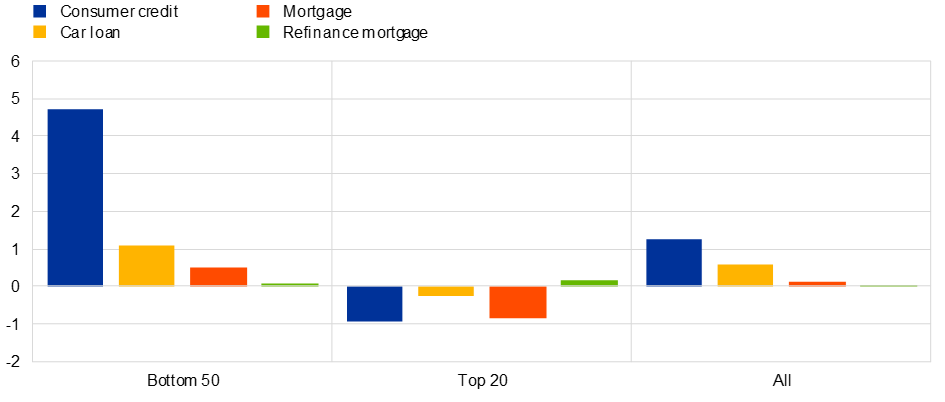 Consumer credit
Mortgage
Car loan
Refinance mortgage
6
5
4
3
2
1
0
-1
-2
Bottom 50
Top 20
All